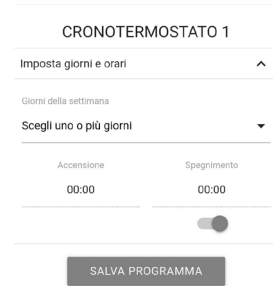 CRONOTERMOSTATO 1
Imposta giorni e orari
Giorni della settimana
Scegli uno o più giorni
Accensione Spegnimento
00:00 00:00
SALVA PROGRAMMA